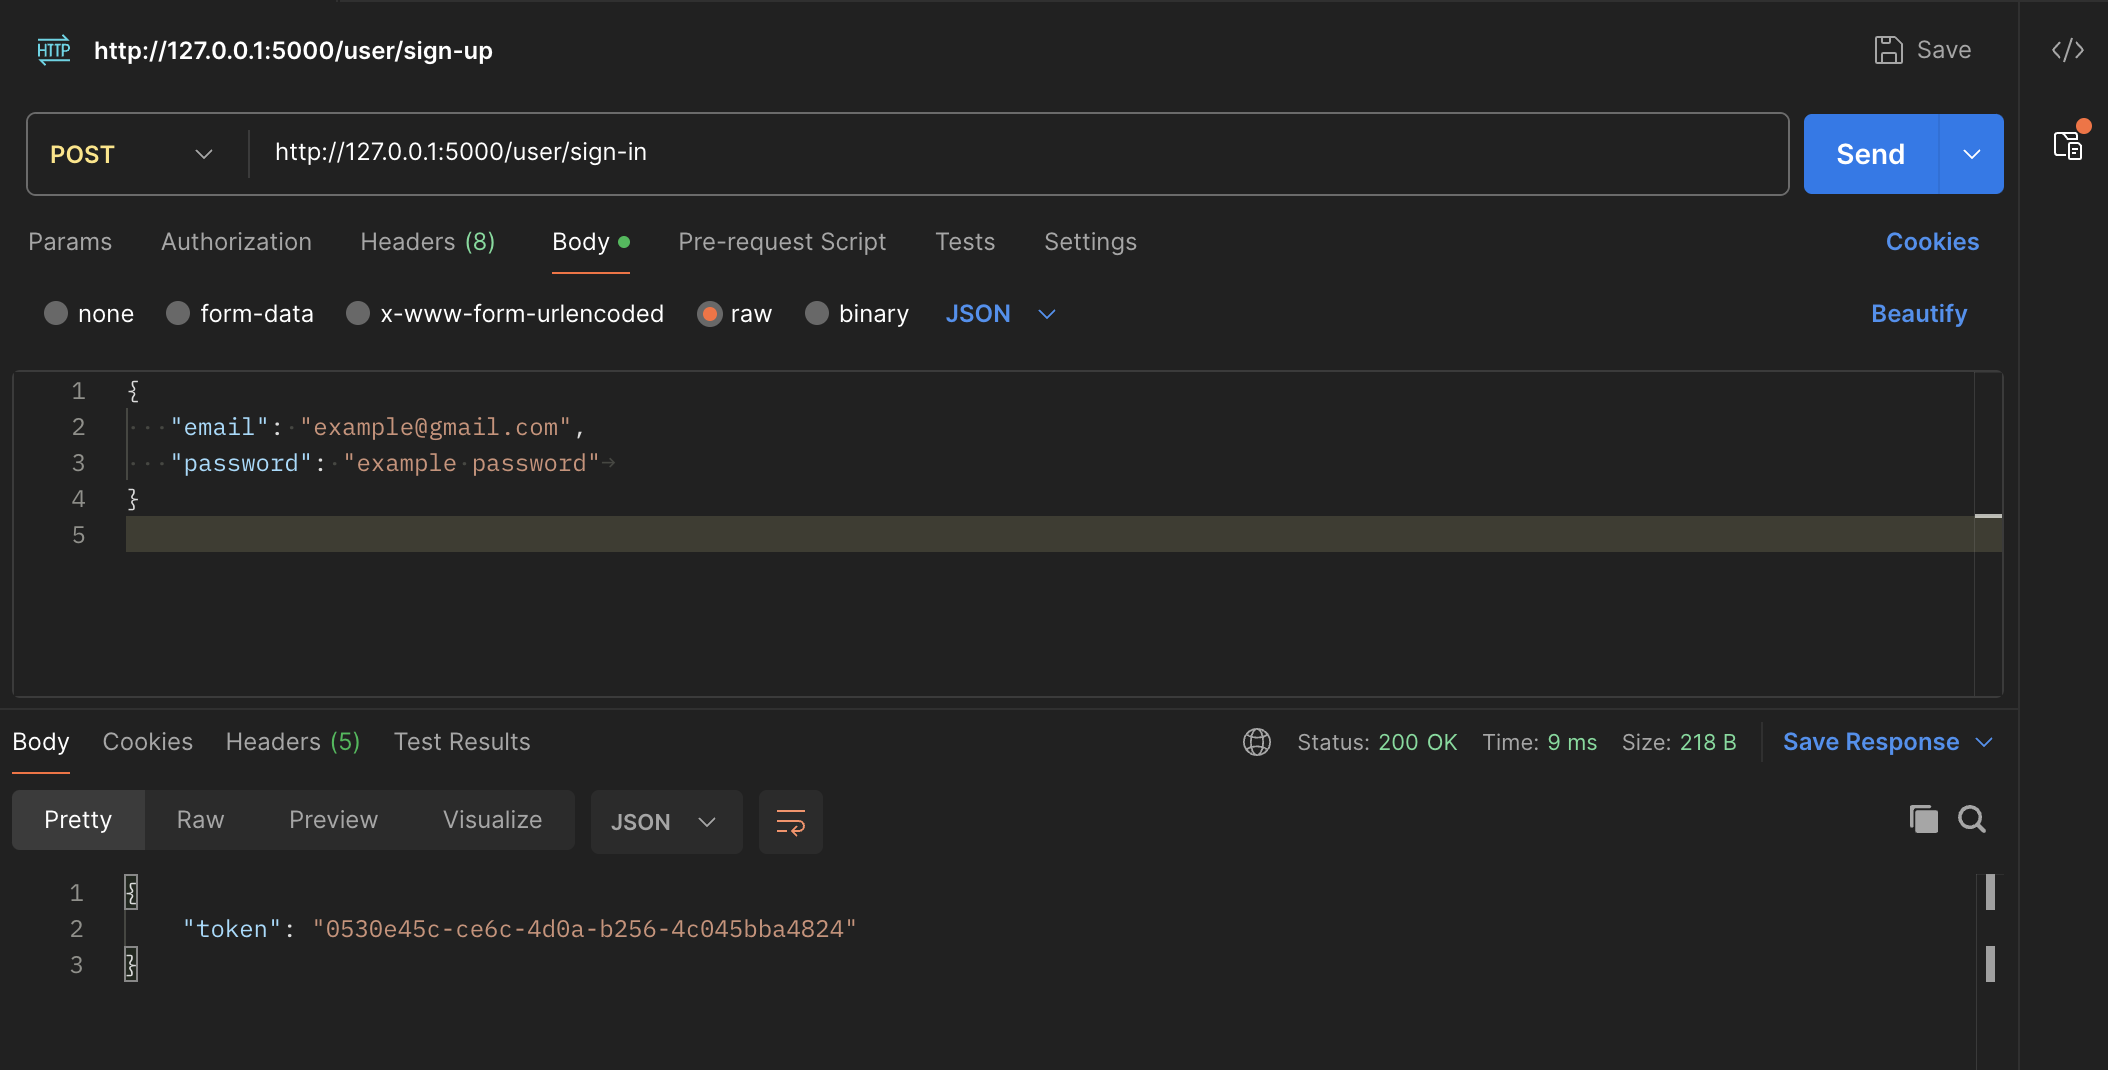 HTTP http://127.0.0.1:5000/user/sign-up Save
POST http://127.0.0.1:5000/user/sign-in Send
Params Authorization Headers (8) Body Pre-request Script Tests Settings Cookies
none form-data x-www-form-urlencoded raw binary JSON Beautify
1 {
2 "email": "example@gmail.com",
3 "password": "example password"
4 }
5
Body Cookies Headers (5) Test Results Status: 200 OK Time: 9 ms Size: 218 B Save Response
Pretty Raw Preview Visualize JSON
1 {
2 "token": "0530e45c-ce6c-4d0a-b256-4c045bba4824"
3 }